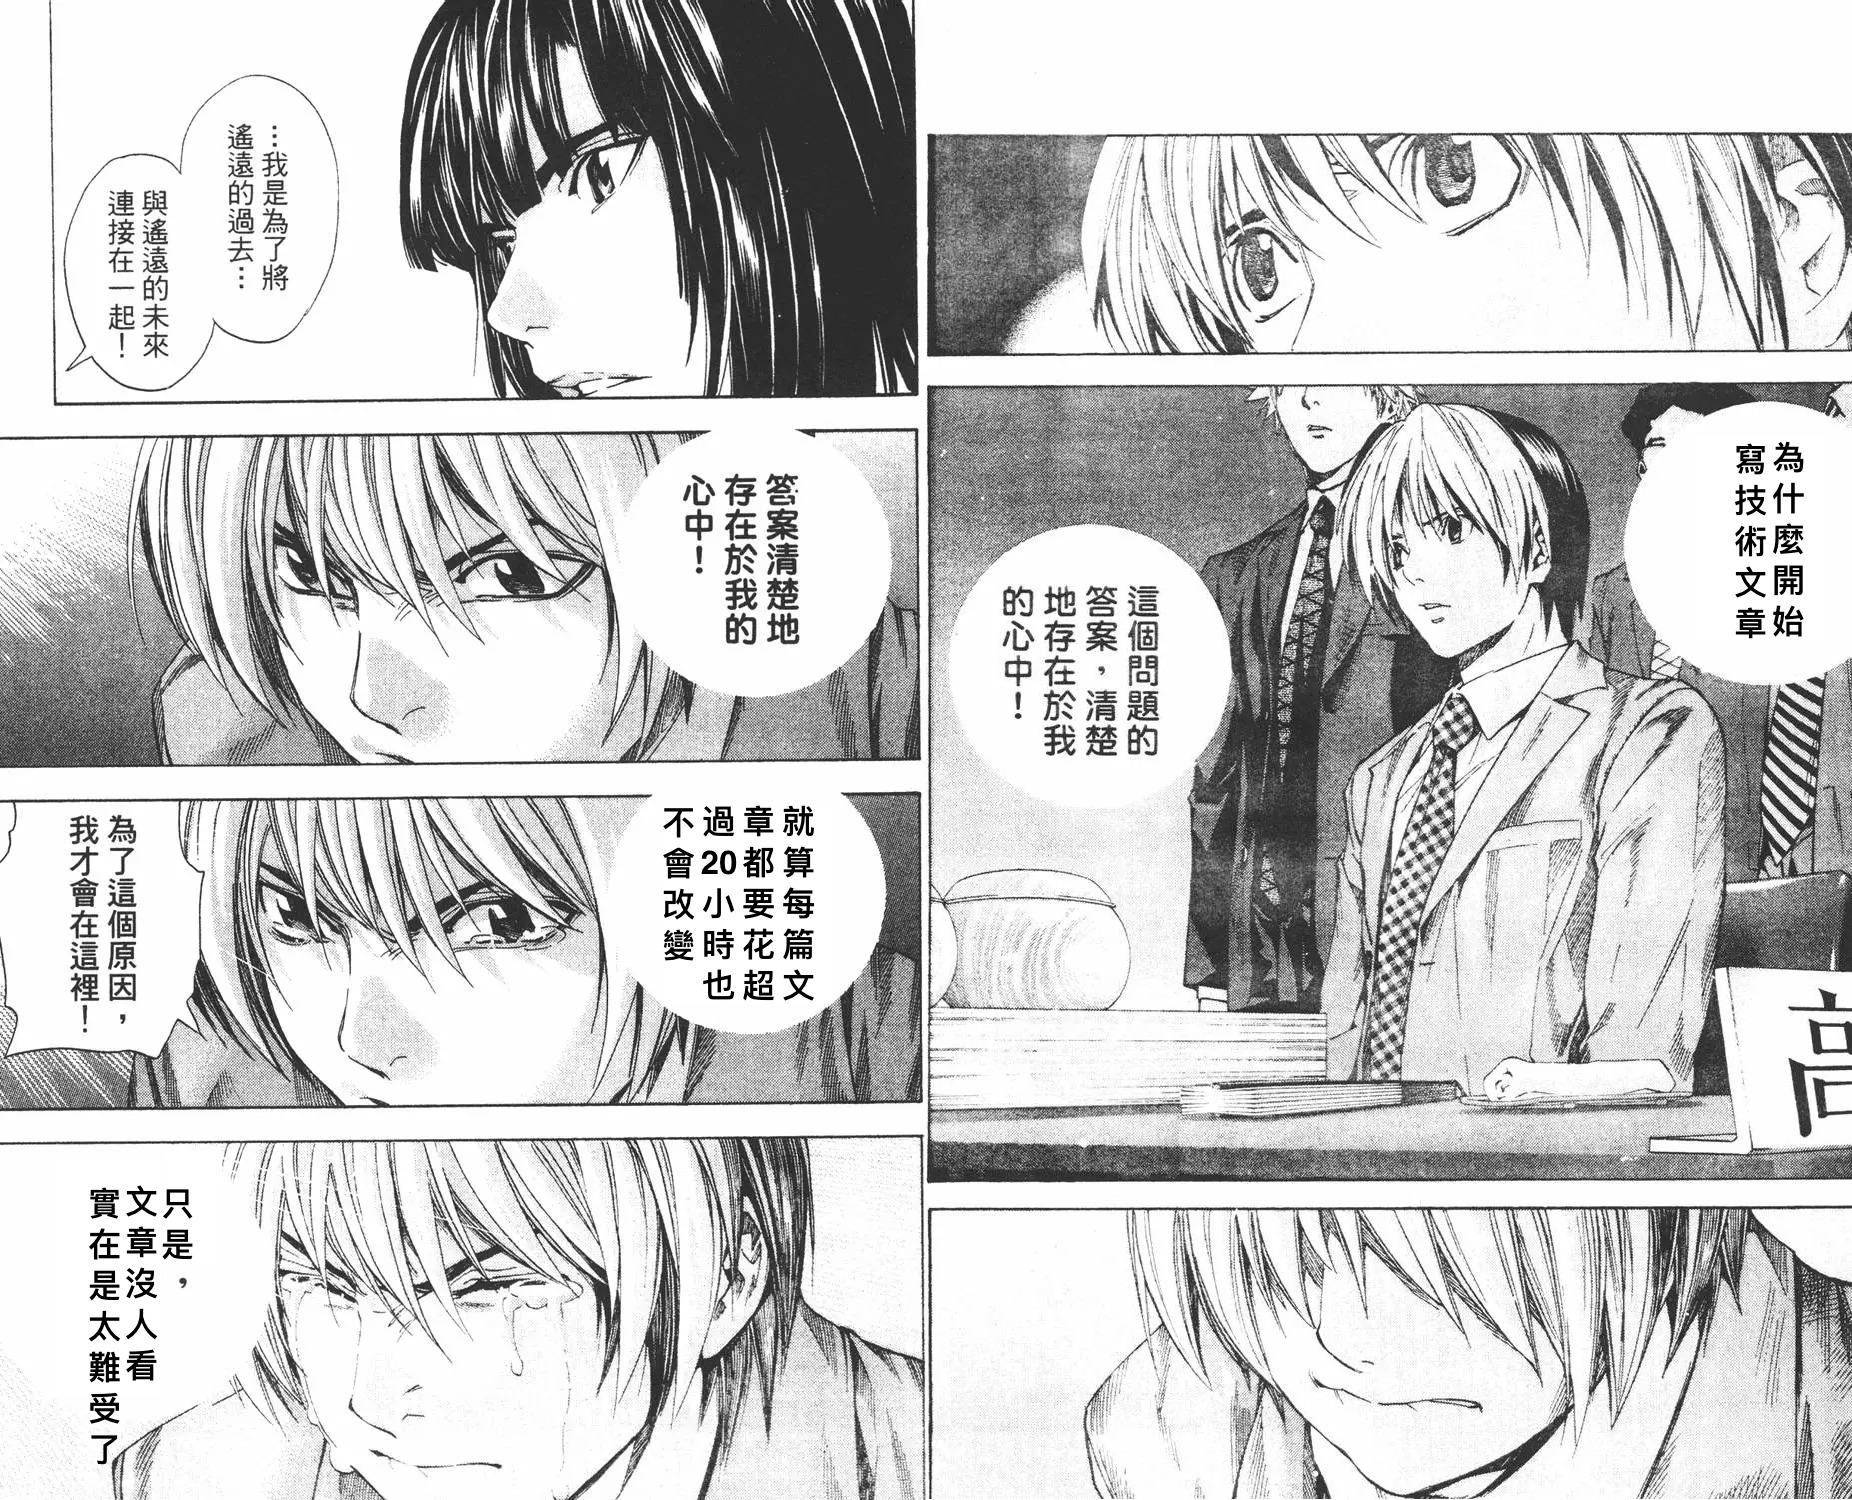 為什麼開始
寫技術文章
這個問題的
答案，清楚
地存在於我
的心中！
高
…我是為了將
遙遠的過去…
與遙遠的未來
連接在一起！
答案清楚地
存在於我的
心中！
就算每篇文
章都要花超
過20小時也
不會改變
為了這個原因，
我才會在這裡！
只是，
文章沒人看
實在是太難受了